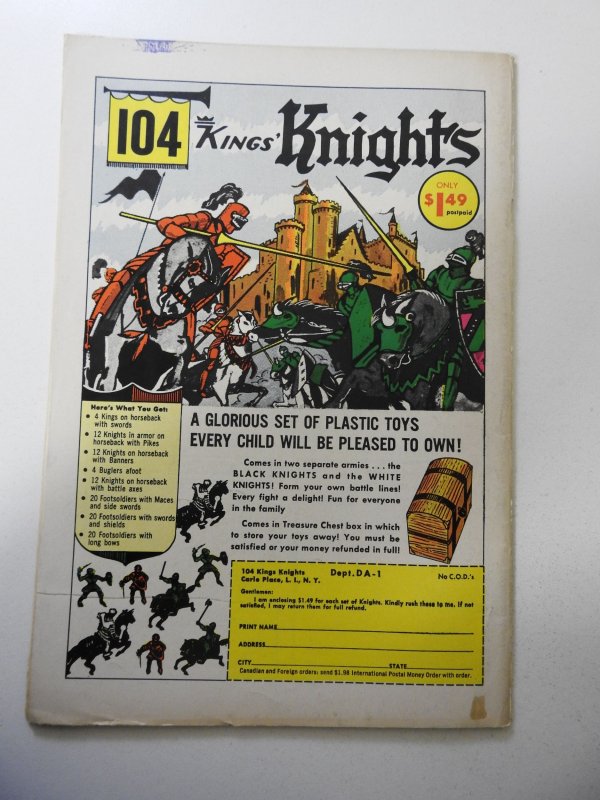 104
KINGS' Knights
ONLY
$1.49
postpaid
Here's What You Get:
• 4 Kings on horseback
with swords
• 12 Knights in armor on
horseback with Pikes
• 12 Knights on horseback
with Banners
• 4 Buglers afoot
• 12 Knights on horseback
with battle axes
• 20 Footsoldiers with Maces
and side swords
• 20 Footsoldiers with swords
and shields
• 20 Footsoldiers with
long bows
A GLORIOUS SET OF PLASTIC TOYS
EVERY CHILD WILL BE PLEASED TO OWN!
Comes in two separate armies . . . the
BLACK KNIGHTS and the WHITE
KNIGHTS! Form your own battle lines!
Every fight a delight! Fun for everyone
in the family
Comes in Treasure Chest box in which
to store your toys away! You must be
satisfied or your money refunded in full!
104 Kings Knights Dept. DA-1 No C.O.D.'s
Carle Place, L. I., N. Y.
Gentlemen:
I am enclosing $1.49 for each set of Knights. Kindly rush these to me. If not
satisfied, I may return them for full refund.
PRINT NAME
ADDRESS
CITY STATE
Canadian and Foreign orders: send $1.98 International Postal Money Order with order.